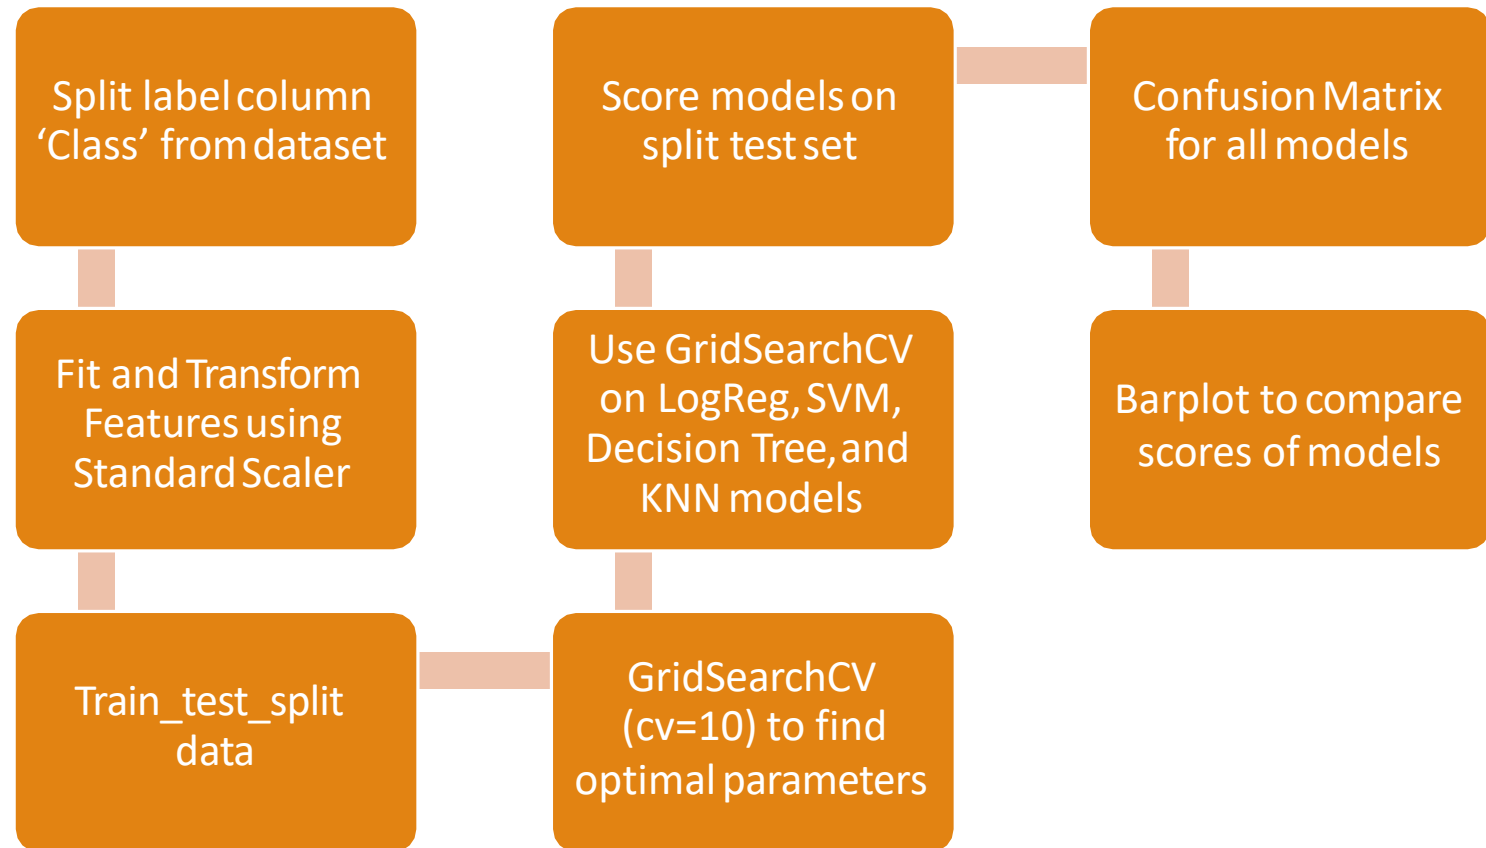 Split label column
‘Class’ from dataset
Fit and Transform
Features using
Standard Scaler
Train_test_split
data
GridSearchCV
(cv=10) to find
optimal parameters
Use GridSearchCV
on LogReg, SVM,
Decision Tree, and
KNN models
Score models on
split test set
Confusion Matrix
for all models
Barplot to compare
scores of models